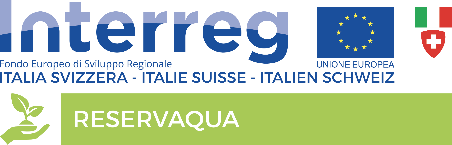 Interreg
Fondo Europeo di Sviluppo Regionale
UNIONE EUROPEA
ITALIA SVIZZERA - ITALIE SUISSE - ITALIEN SCHWEIZ
RESERVAQUA